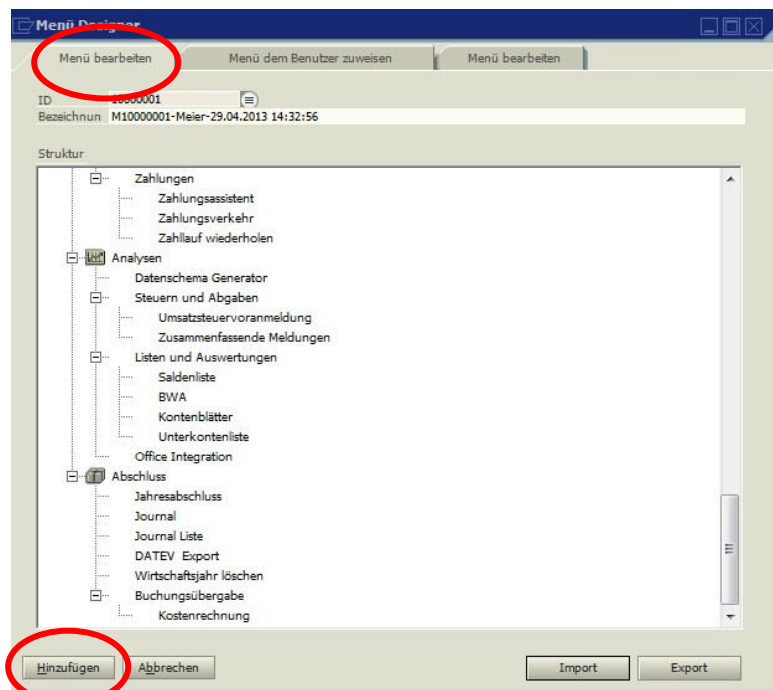 Menü Designer
Menü bearbeiten Menü dem Benutzer zuweisen Menü bearbeiten
ID 10000001
Bezeichnun M10000001-Meier-29.04.2013 14:32:56
Struktur
Zahlungen
Zahlungsassistent
Zahlungsverkehr
Zahllauf wiederholen
Analysen
Datenschema Generator
Steuern und Abgaben
Umsatzsteuervoranmeldung
Zusammenfassende Meldungen
Listen und Auswertungen
Saldenliste
BWA
Kontenblätter
Unterkontenliste
Office Integration
Abschluss
Jahresabschluss
Journal
Journal Liste
DATEV Export
Wirtschaftsjahr löschen
Buchungsübergabe
Kostenrechnung
Hinzufügen Abbrechen Import Export